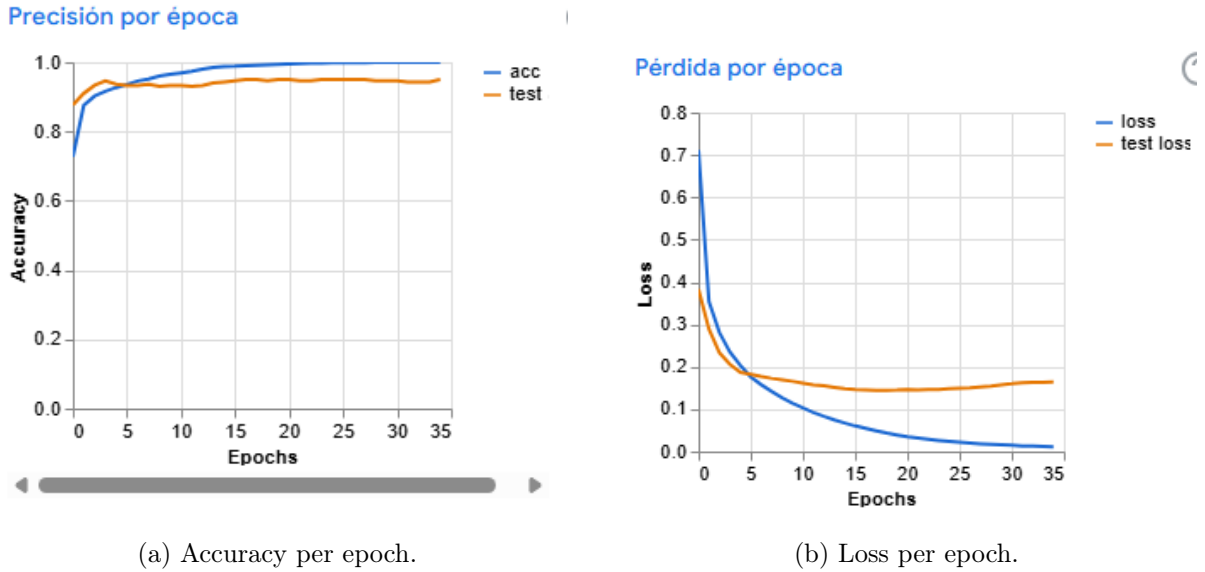 Precisión por época
1.0
0.8
0.6
0.4
0.2
0.0
Accuracy
0 5 10 15 20 25 30 35
Epochs
acc
test
Pérdida por época
0.8
0.7
0.6
0.5
0.4
0.3
0.2
0.1
0.0
Loss
0 5 10 15 20 25 30 35
Epochs
loss
test loss
(a) Accuracy per epoch.
(b) Loss per epoch.